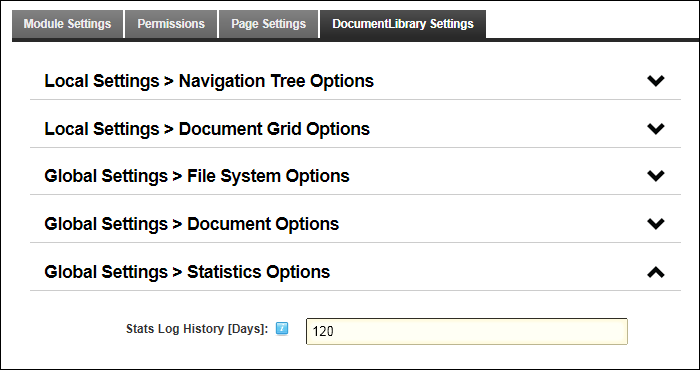 Module Settings Permissions Page Settings DocumentLibrary Settings
Local Settings > Navigation Tree Options
Local Settings > Document Grid Options
Global Settings > File System Options
Global Settings > Document Options
Global Settings > Statistics Options
Stats Log History [Days]: 120